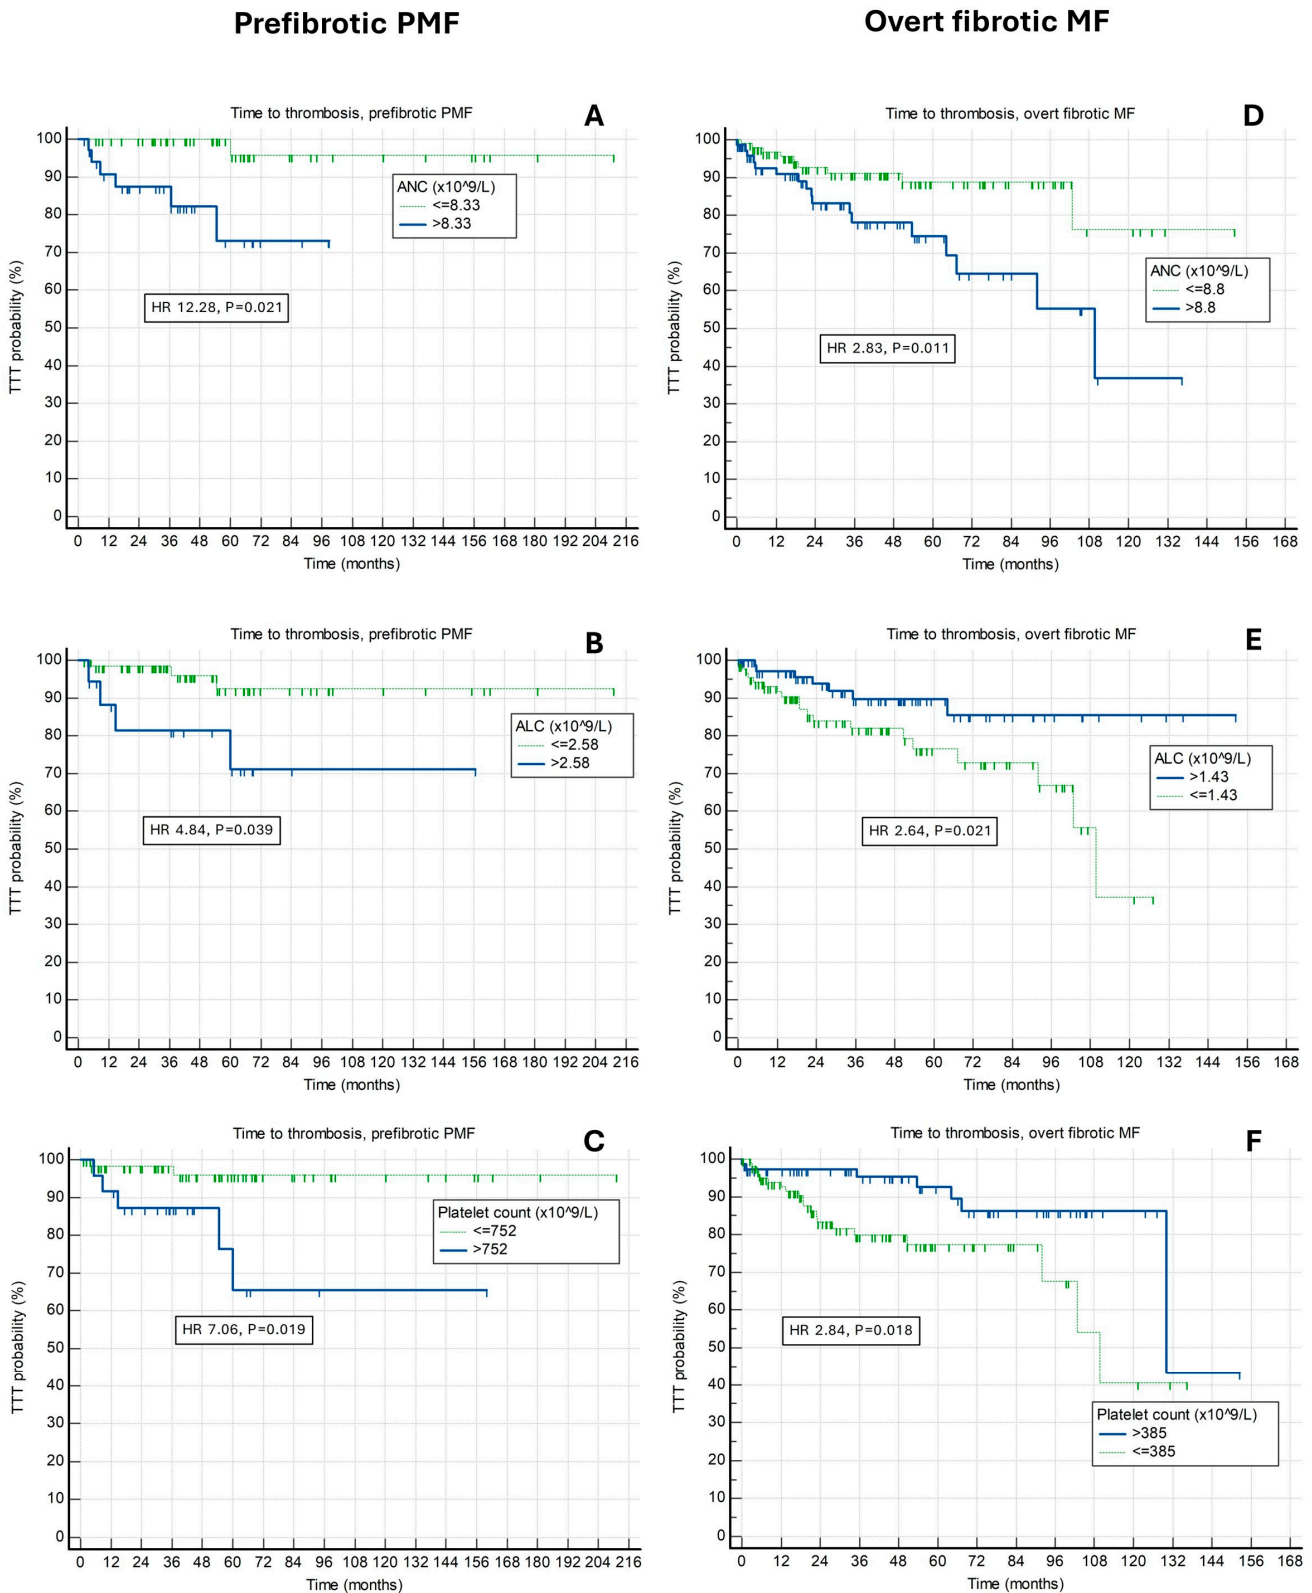 Prefibrotic PMF
Overt fibrotic MF
Time to thrombosis, prefibrotic PMF
A
TTT probability (%)
100
90
80
70
60
50
40
30
20
10
0
ANC (x10^9/L)
<=8.33
>8.33
HR 12.28, P=0.021
0 12 24 36 48 60 72 84 96 108 120 132 144 156 168 180 192 204 216
Time (months)
Time to thrombosis, overt fibrotic MF
D
TTT probability (%)
100
90
80
70
60
50
40
30
20
10
0
ANC (x10^9/L)
<=8.8
>8.8
HR 2.83, P=0.011
0 12 24 36 48 60 72 84 96 108 120 132 144 156 168
Time (months)
Time to thrombosis, prefibrotic PMF
B
TTT probability (%)
100
90
80
70
60
50
40
30
20
10
0
ALC (x10^9/L)
<=2.58
>2.58
HR 4.84, P=0.039
0 12 24 36 48 60 72 84 96 108 120 132 144 156 168 180 192 204 216
Time (months)
Time to thrombosis, overt fibrotic MF
E
TTT probability (%)
100
90
80
70
60
50
40
30
20
10
0
ALC (x10^9/L)
>1.43
<=1.43
HR 2.64, P=0.021
0 12 24 36 48 60 72 84 96 108 120 132 144 156 168
Time (months)
Time to thrombosis, prefibrotic PMF
C
TTT probability (%)
100
90
80
70
60
50
40
30
20
10
0
Platelet count (x10^9/L)
<=752
>752
HR 7.06, P=0.019
0 12 24 36 48 60 72 84 96 108 120 132 144 156 168 180 192 204 216
Time (months)
Time to thrombosis, overt fibrotic MF
F
TTT probability (%)
100
90
80
70
60
50
40
30
20
10
0
HR 2.84, P=0.018
Platelet count (x10^9/L)
>385
<=385
0 12 24 36 48 60 72 84 96 108 120 132 144 156 168
Time (months)